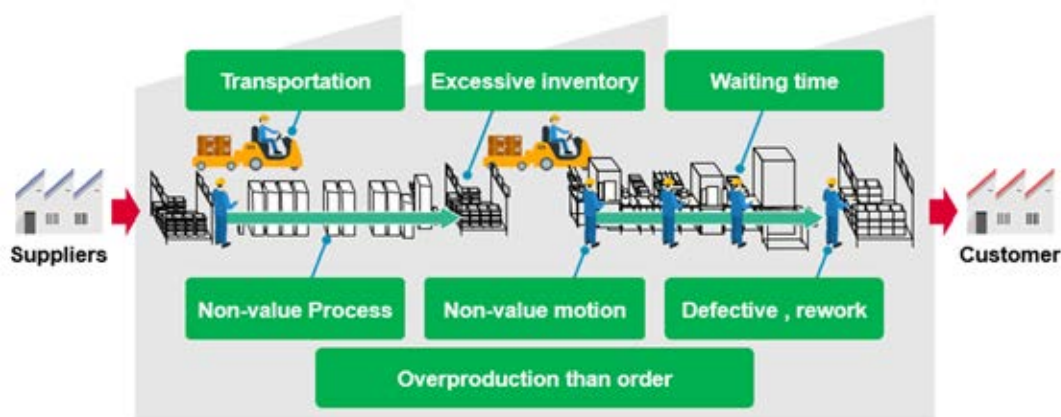 Transportation
Excessive inventory
Waiting time
Suppliers
Customer
Non-value Process
Non-value motion
Defective , rework
Overproduction than order